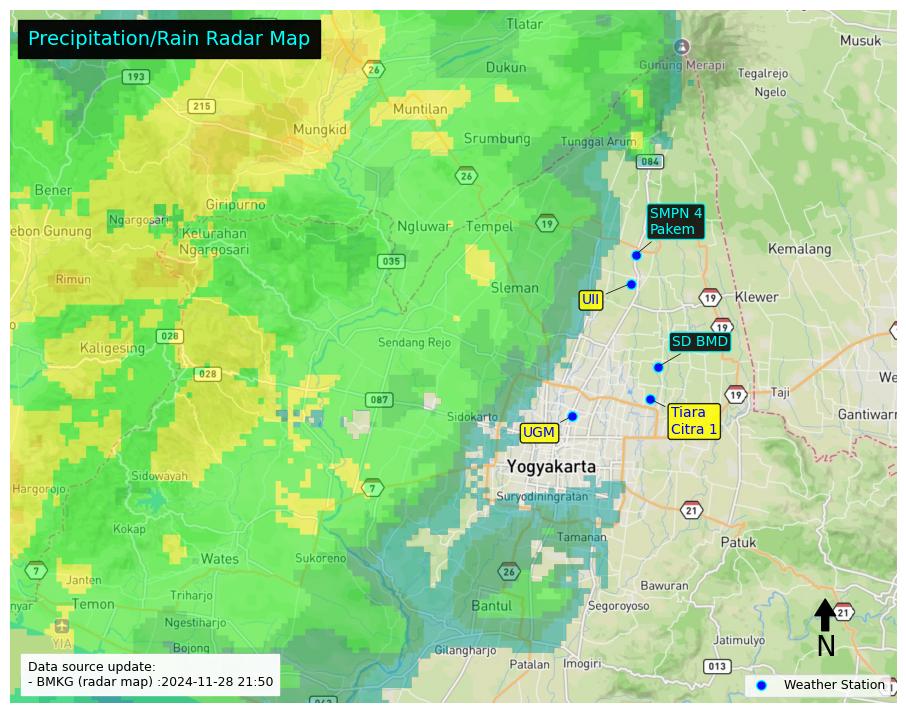 Precipitation/Rain Radar Map
Tlatar
Musuk
Gunung Merapi
26
Dukun
Tegalrejo
193
Ngelo
215
Muntilan
Mungkid
Srumbung
Tunggal Arum
084
26
Bener
Giripurno
SMPN 4
Pakem
Ngargosari
Ngluwar
Tempel
19
ebon Gunung
Kelurahan
Ngargosari
Kemalang
035
Rimun
Sleman
UII
19
Klewer
19
028
Sendang Rejo
SD BMD
Kaligesing
We
028
087
19
Taji
Sidokarto
Tiara
Citra 1
Gantiwarn
UGM
Yogyakarta
Sidowayah
Hargorojo
7
Suryodiningratan
21
Kokap
Tamanan
Patuk
Wates
Sukoreno
7
26
Janten
Bawuran
Triharjo
nyar
Temon
Bantul
Segoroyoso
21
Ngestiharjo
YIA
N
Jatimulyo
Bojong
Gilangharjo
Patalan
Imogiri
013
Data source update:
- BMKG (radar map) :2024-11-28 21:50
Weather Station